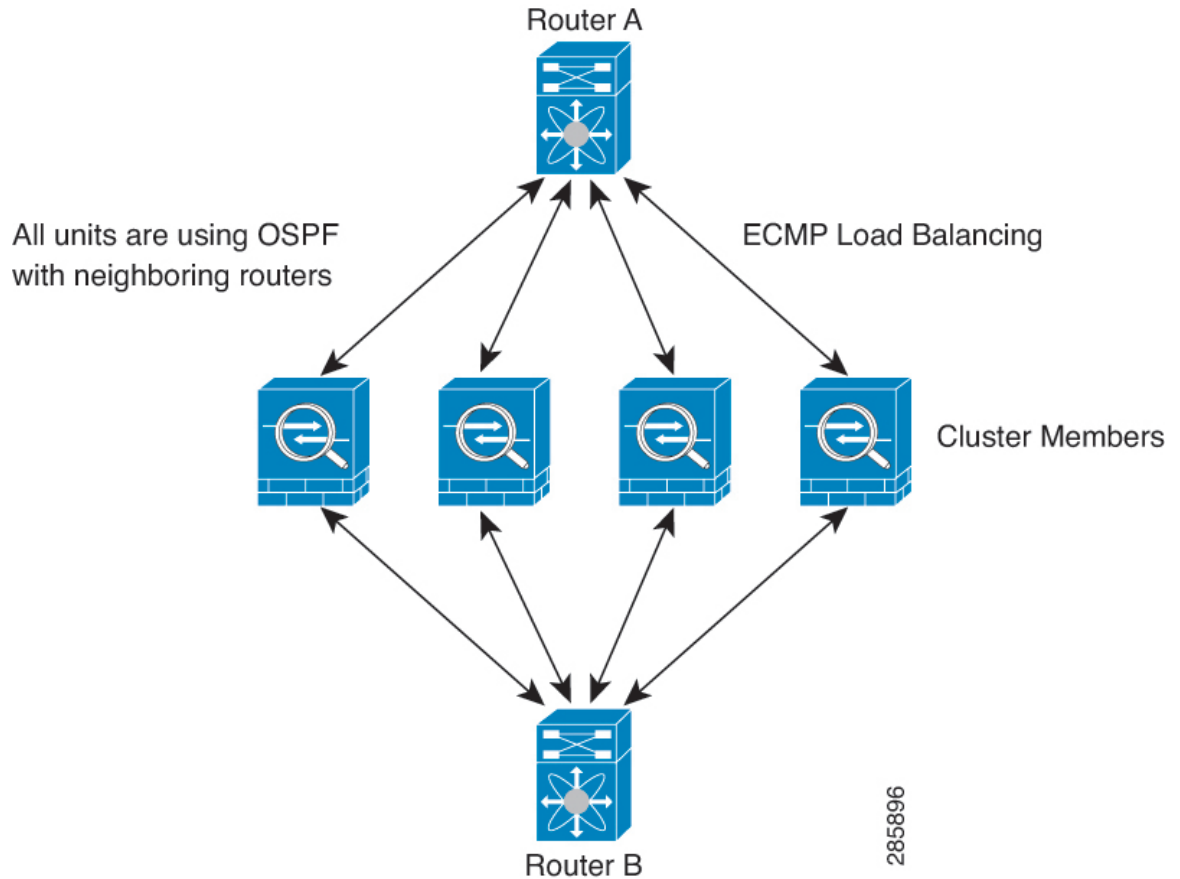 Router A
All units are using OSPF
with neighboring routers
ECMP Load Balancing
Cluster Members
Router B
285896